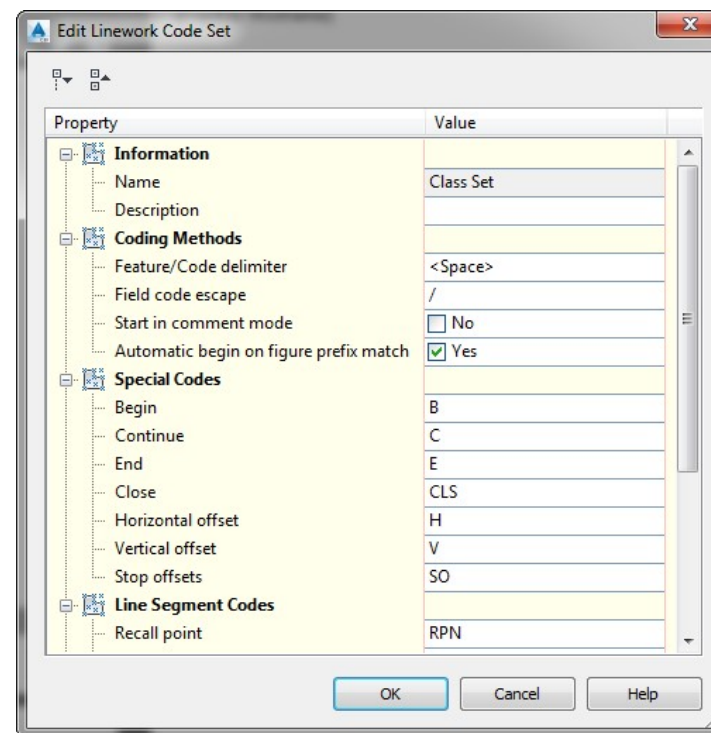 Edit Linework Code Set
Property Value
Information
Name Class Set
Description
Coding Methods
Feature/Code delimiter <Space>
Field code escape /
Start in comment mode No
Automatic begin on figure prefix match Yes
Special Codes
Begin B
Continue C
End E
Close CLS
Horizontal offset H
Vertical offset V
Stop offsets SO
Line Segment Codes
Recall point RPN
OK Cancel Help